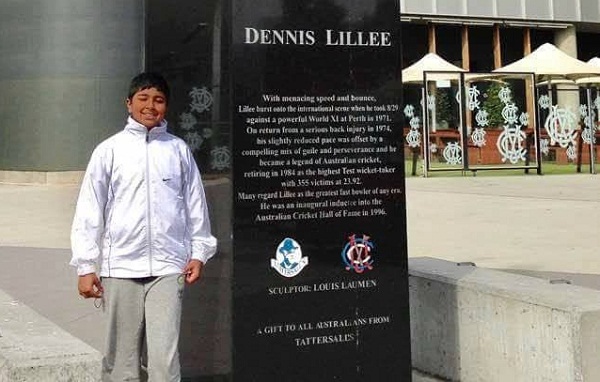 DENNIS LILLEE
With menacing speed and bounce,
Lillee burst onto the international scene when he took 8/29
against a powerful World XI at Perth in 1971.
On return from a serious back injury in 1974,
his slightly reduced pace was offset by a
compelling mix of guile and perseverance and he
became a legend of Australian cricket,
retiring in 1984 as the highest Test wicket-taker
with 355 victims at 23.92.
Many regard Lillee as the greatest fast bowler of any era.
He was an inaugural inductee into the
Australian Cricket Hall of Fame in 1996.
SCULPTOR: LOUIS LAUMEN
A GIFT TO ALL AUSTRALIANS FROM
TATTERSALL'S